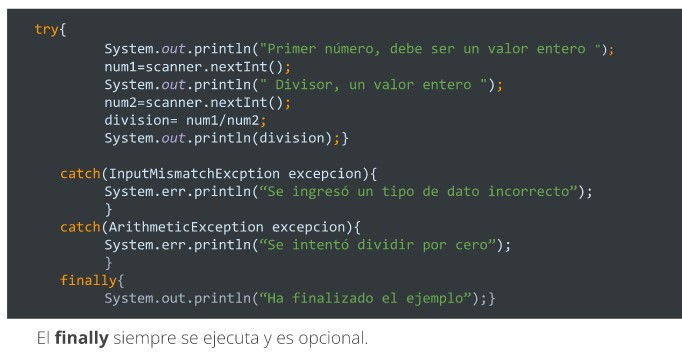 try{
System.out.println("Primer número, debe ser un valor entero ");
num1=scanner.nextInt();
System.out.println(" Divisor, un valor entero ");
num2=scanner.nextInt();
division= num1/num2;
System.out.println(division);}
catch(InputMismatchExcption excepcion){
System.err.println(“Se ingresó un tipo de dato incorrecto”);
}
catch(ArithmeticException excepcion){
System.err.println(“Se intentó dividir por cero”);
}
finally{
System.out.println(“Ha finalizado el ejemplo”);}
El finally siempre se ejecuta y es opcional.